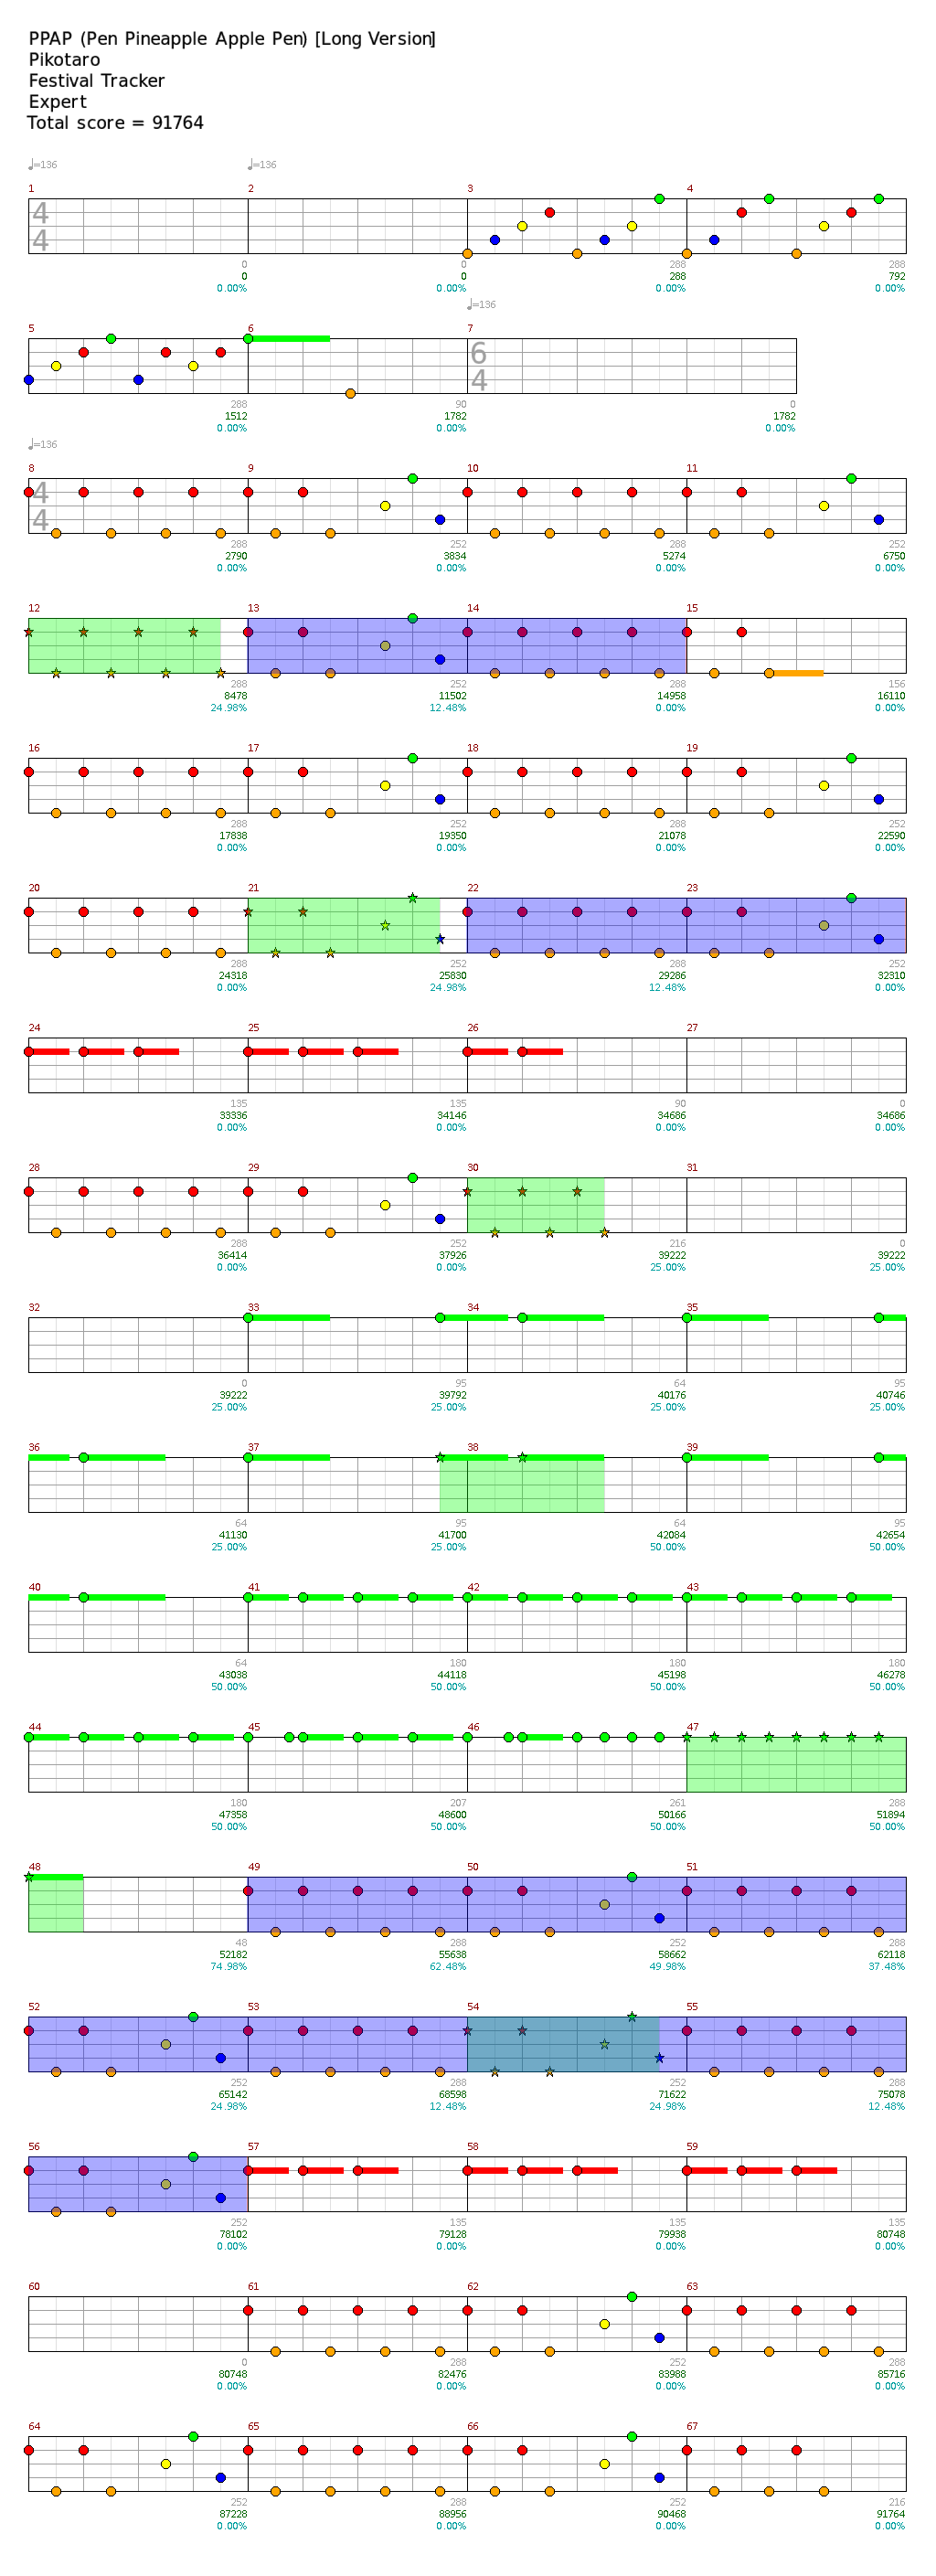 PPAP (Pen Pineapple Apple Pen) [Long Version]
Pikotaro
Festival Tracker
Expert
Total score = 91764
♩=136 ♩=136
1 2 3 4
4
4
0 0 288 288
0 0 288 792
0.00% 0.00% 0.00% 0.00%
♩=136
5 6 7
6
4
288 90 0
1512 1782 1782
0.00% 0.00% 0.00%
♩=136
8 9 10 11
4
4
288 252 288 252
2790 3834 5274 6750
0.00% 0.00% 0.00% 0.00%
12 13 14 15
288 252 288 156
8478 11502 14958 16110
24.98% 12.48% 0.00% 0.00%
16 17 18 19
288 252 288 252
17838 19350 21078 22590
0.00% 0.00% 0.00% 0.00%
20 21 22 23
288 252 288 252
24318 25830 29286 32310
0.00% 24.98% 12.48% 0.00%
24 25 26 27
135 135 90 0
33336 34146 34686 34686
0.00% 0.00% 0.00% 0.00%
28 29 30 31
288 252 216 0
36414 37926 39222 39222
0.00% 0.00% 25.00% 25.00%
32 33 34 35
0 95 64 95
39222 39792 40176 40746
25.00% 25.00% 25.00% 25.00%
36 37 38 39
64 95 64 95
41130 41700 42084 42654
25.00% 25.00% 50.00% 50.00%
40 41 42 43
64 180 180 180
43038 44118 45198 46278
50.00% 50.00% 50.00% 50.00%
44 45 46 47
180 207 261 288
47358 48600 50166 51894
50.00% 50.00% 50.00% 50.00%
48 49 50 51
48 288 252 288
52182 55638 58662 62118
74.98% 62.48% 49.98% 37.48%
52 53 54 55
252 288 252 288
65142 68598 71622 75078
24.98% 12.48% 24.98% 12.48%
56 57 58 59
252 135 135 135
78102 79128 79938 80748
0.00% 0.00% 0.00% 0.00%
60 61 62 63
0 288 252 288
80748 82476 83988 85716
0.00% 0.00% 0.00% 0.00%
64 65 66 67
252 288 252 216
87228 88956 90468 91764
0.00% 0.00% 0.00% 0.00%